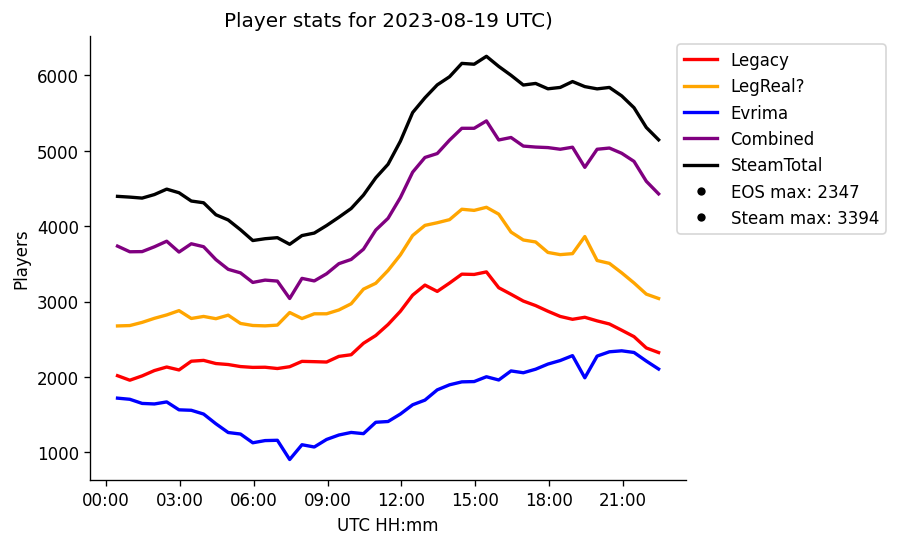 Player stats for 2023-08-19 UTC)
Legacy
LegReal?
Evrima
Combined
SteamTotal
EOS max: 2347
Steam max: 3394
Players
6000
5000
4000
3000
2000
1000
00:00 03:00 06:00 09:00 12:00 15:00 18:00 21:00
UTC HH:mm